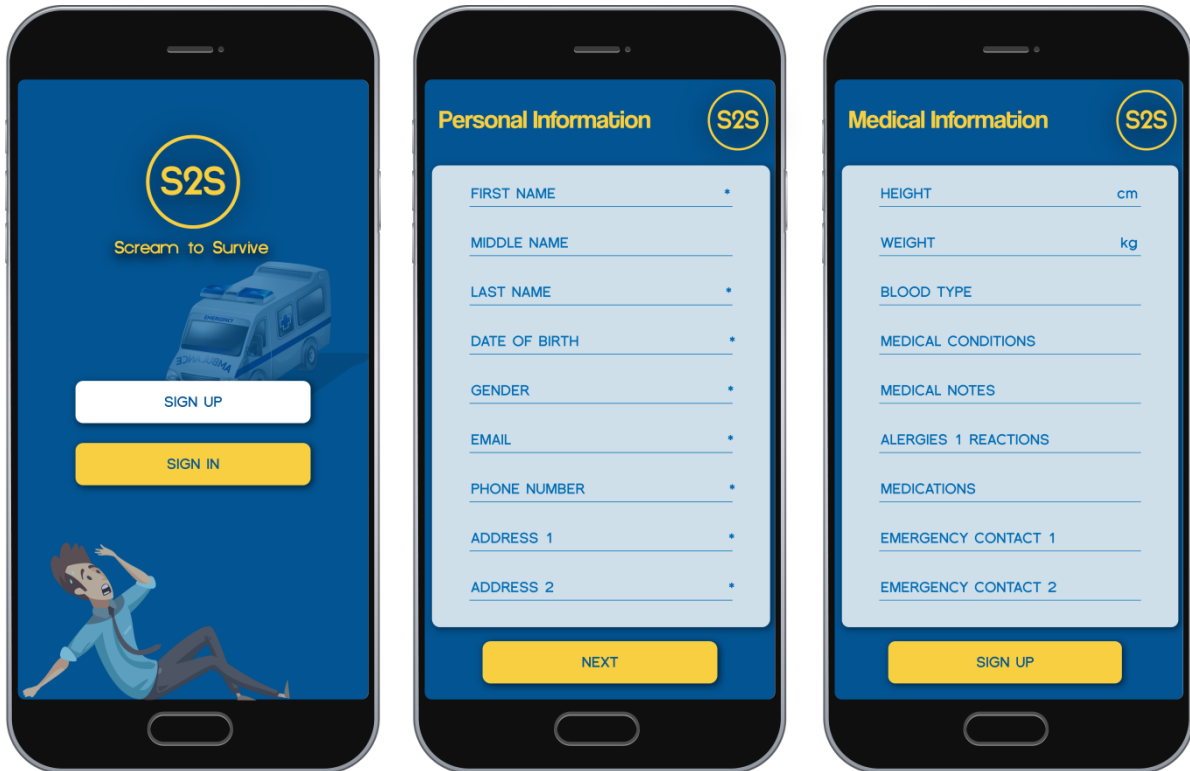 S2S
Scream to Survive
EMERGENCY
AMBULANCE
SIGN UP
SIGN IN
Personal Information
S2S
FIRST NAME *
MIDDLE NAME
LAST NAME *
DATE OF BIRTH *
GENDER *
EMAIL *
PHONE NUMBER *
ADDRESS 1 *
ADDRESS 2 *
NEXT
Medical Information
S2S
HEIGHT cm
WEIGHT kg
BLOOD TYPE
MEDICAL CONDITIONS
MEDICAL NOTES
ALERGIES 1 REACTIONS
MEDICATIONS
EMERGENCY CONTACT 1
EMERGENCY CONTACT 2
SIGN UP